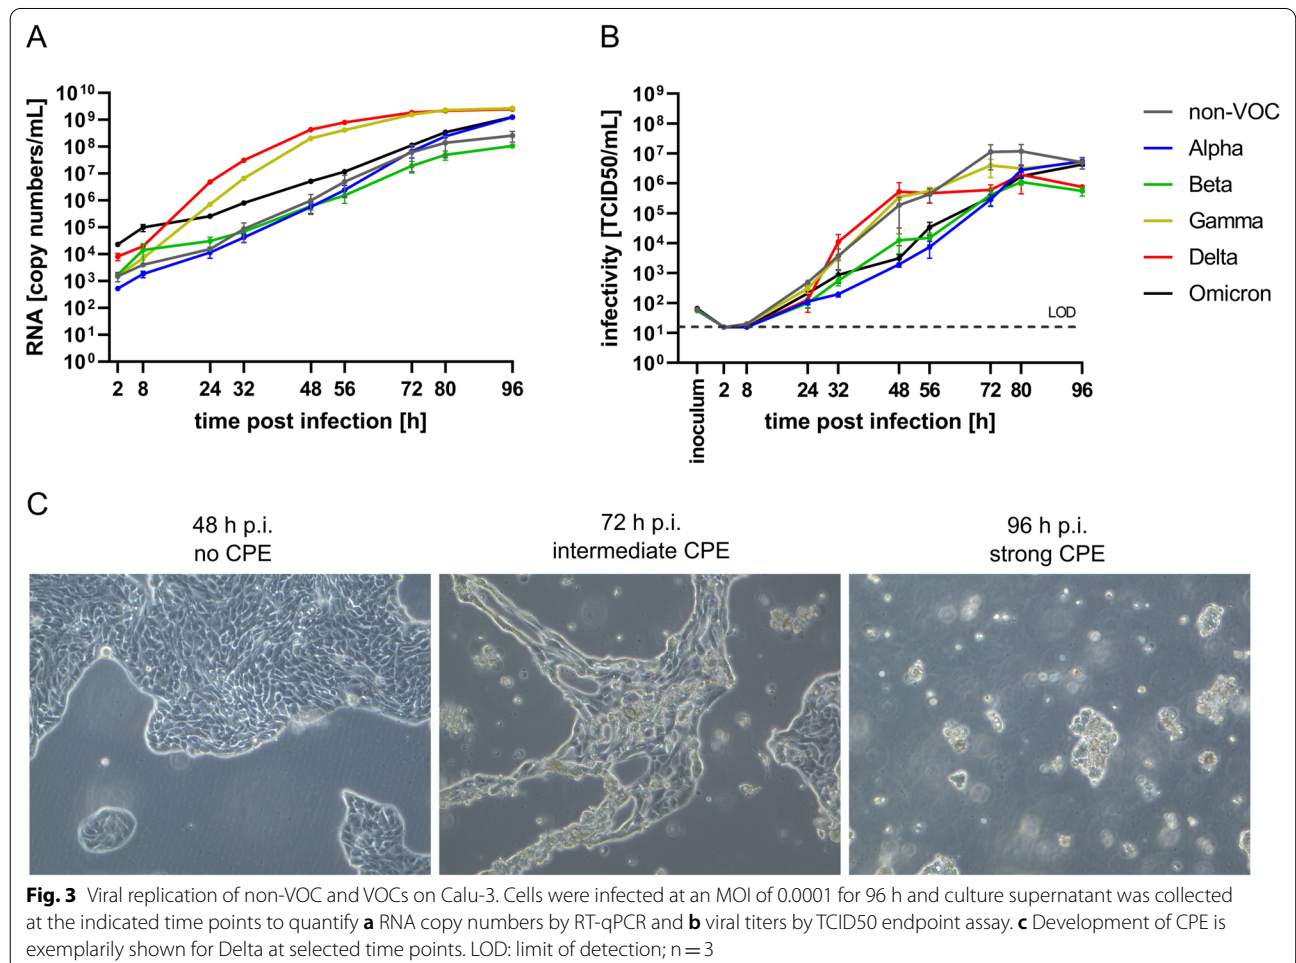 A
RNA [copy numbers/mL]
10^10
10^9
10^8
10^7
10^6
10^5
10^4
10^3
10^2
10^1
10^0
2 8 24 32 48 56 72 80 96
time post infection [h]
B
infectivity [TCID50/mL]
10^9
10^8
10^7
10^6
10^5
10^4
10^3
10^2
10^1
10^0
LOD
inoculum 2 8 24 32 48 56 72 80 96
time post infection [h]
non-VOC
Alpha
Beta
Gamma
Delta
Omicron
C
48 h p.i.
no CPE
72 h p.i.
intermediate CPE
96 h p.i.
strong CPE
Fig. 3 Viral replication of non-VOC and VOCs on Calu-3. Cells were infected at an MOI of 0.0001 for 96 h and culture supernatant was collected
at the indicated time points to quantify a RNA copy numbers by RT-qPCR and b viral titers by TCID50 endpoint assay. c Development of CPE is
exemplarily shown for Delta at selected time points. LOD: limit of detection; n = 3